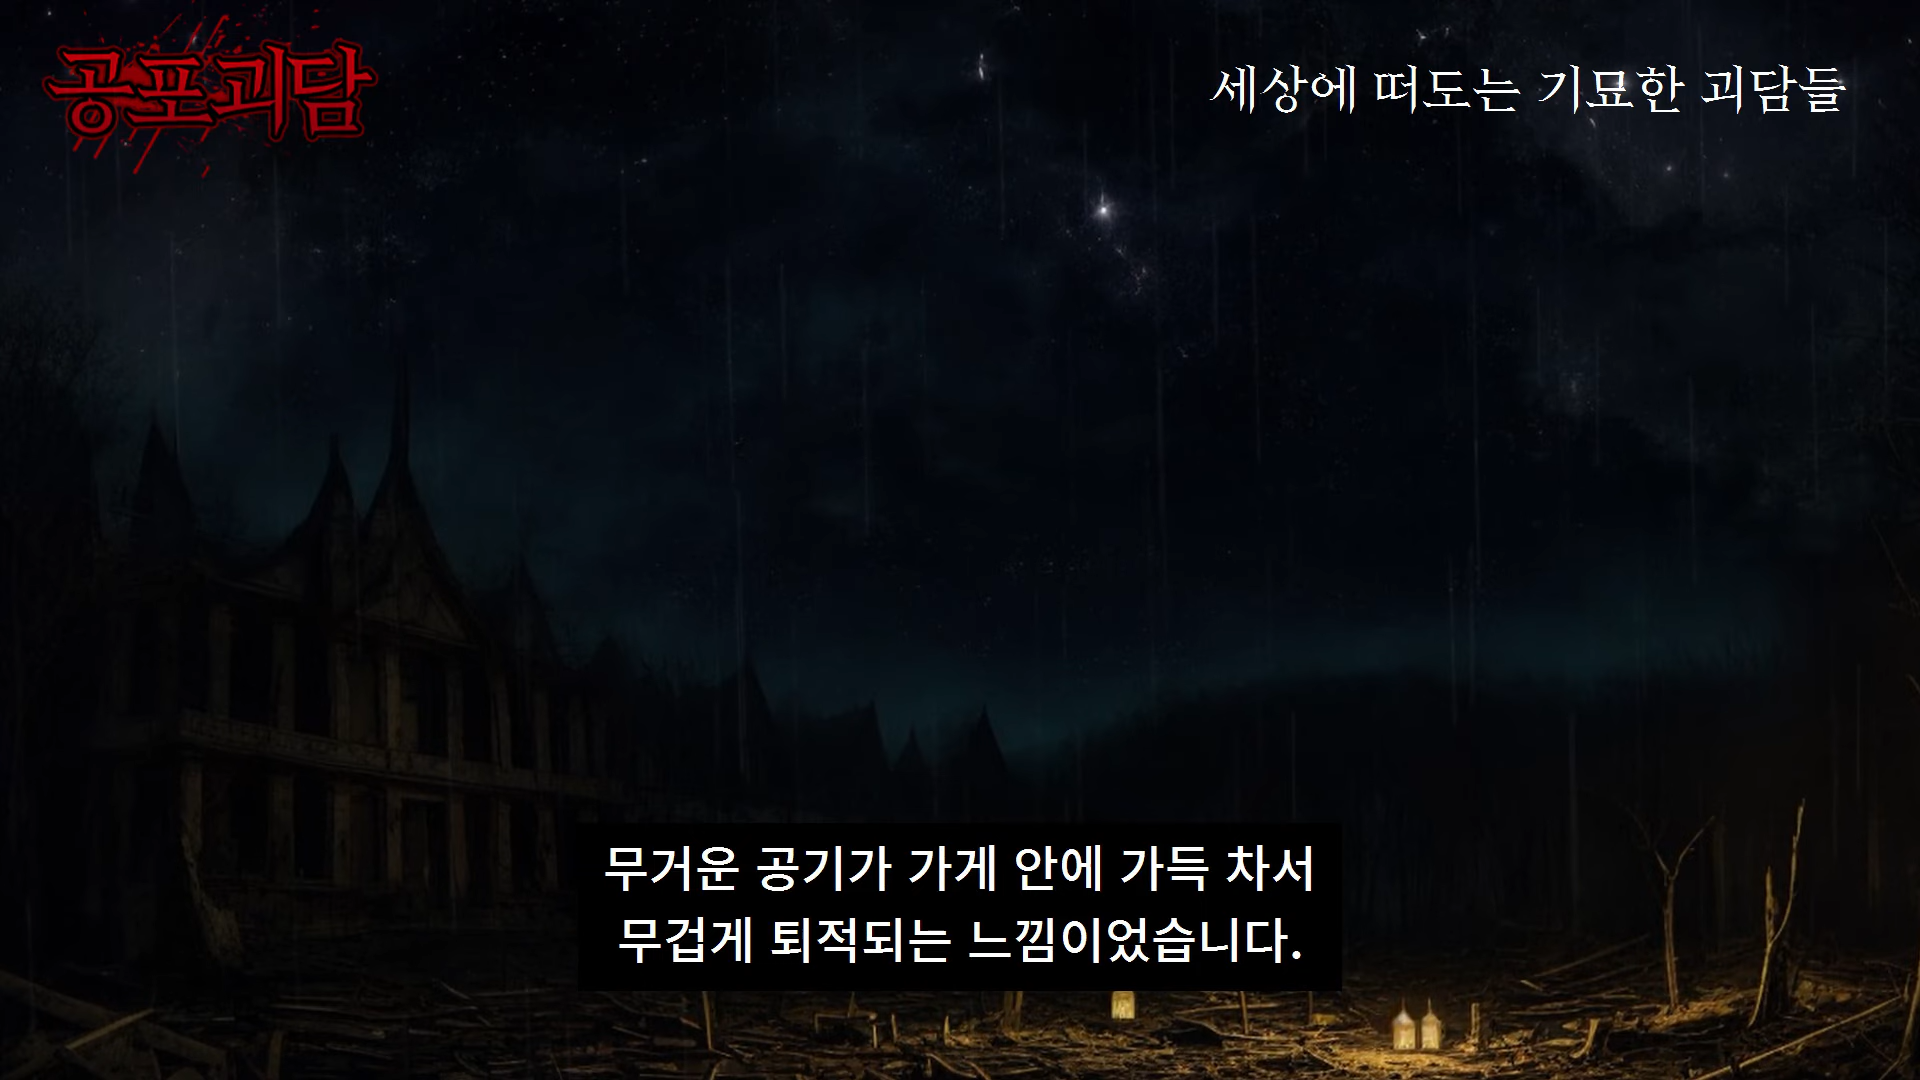 공포괴담
세상에 떠도는 기묘한 괴담들
무거운 공기가 가게 안에 가득 차서
무겁게 퇴적되는 느낌이었습니다.